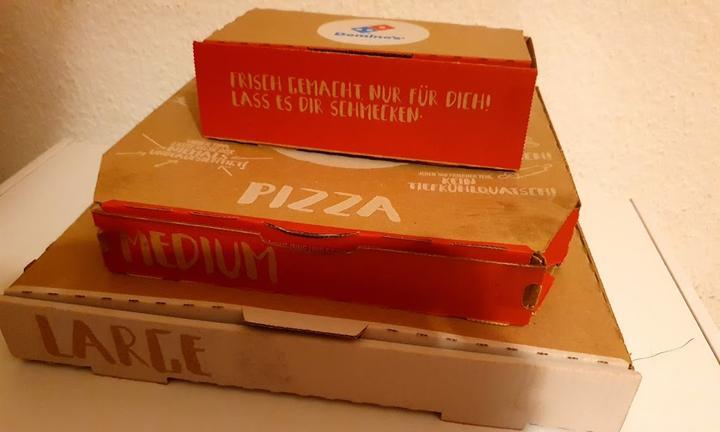 Domino's
FRISCH GEMACHT, NUR FÜR DICH!
LASS ES DIR SCHMECKEN.
KEIN
TIEFKÜHLQUATSCH!
PIZZA
MEDIUM
LARGE